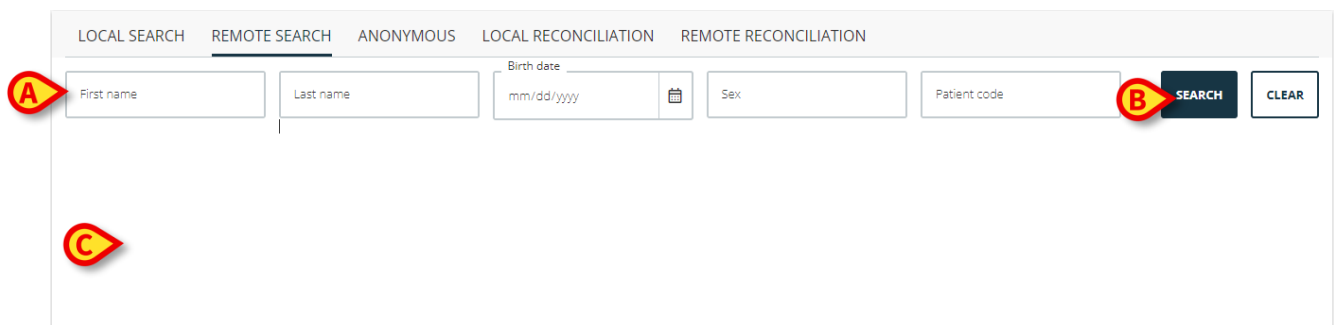 LOCAL SEARCH REMOTE SEARCH ANONYMOUS LOCAL RECONCILIATION REMOTE RECONCILIATION
Birth date
A First name Last name mm/dd/yyyy Sex Patient code B SEARCH CLEAR
C